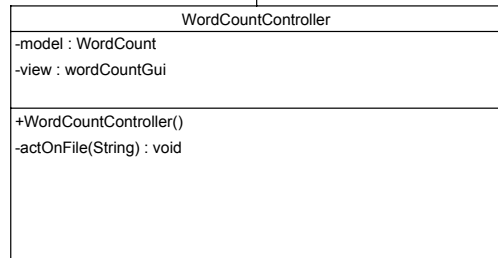 WordCountController
-model : WordCount
-view : wordCountGui
+WordCountController()
-actOnFile(String) : void